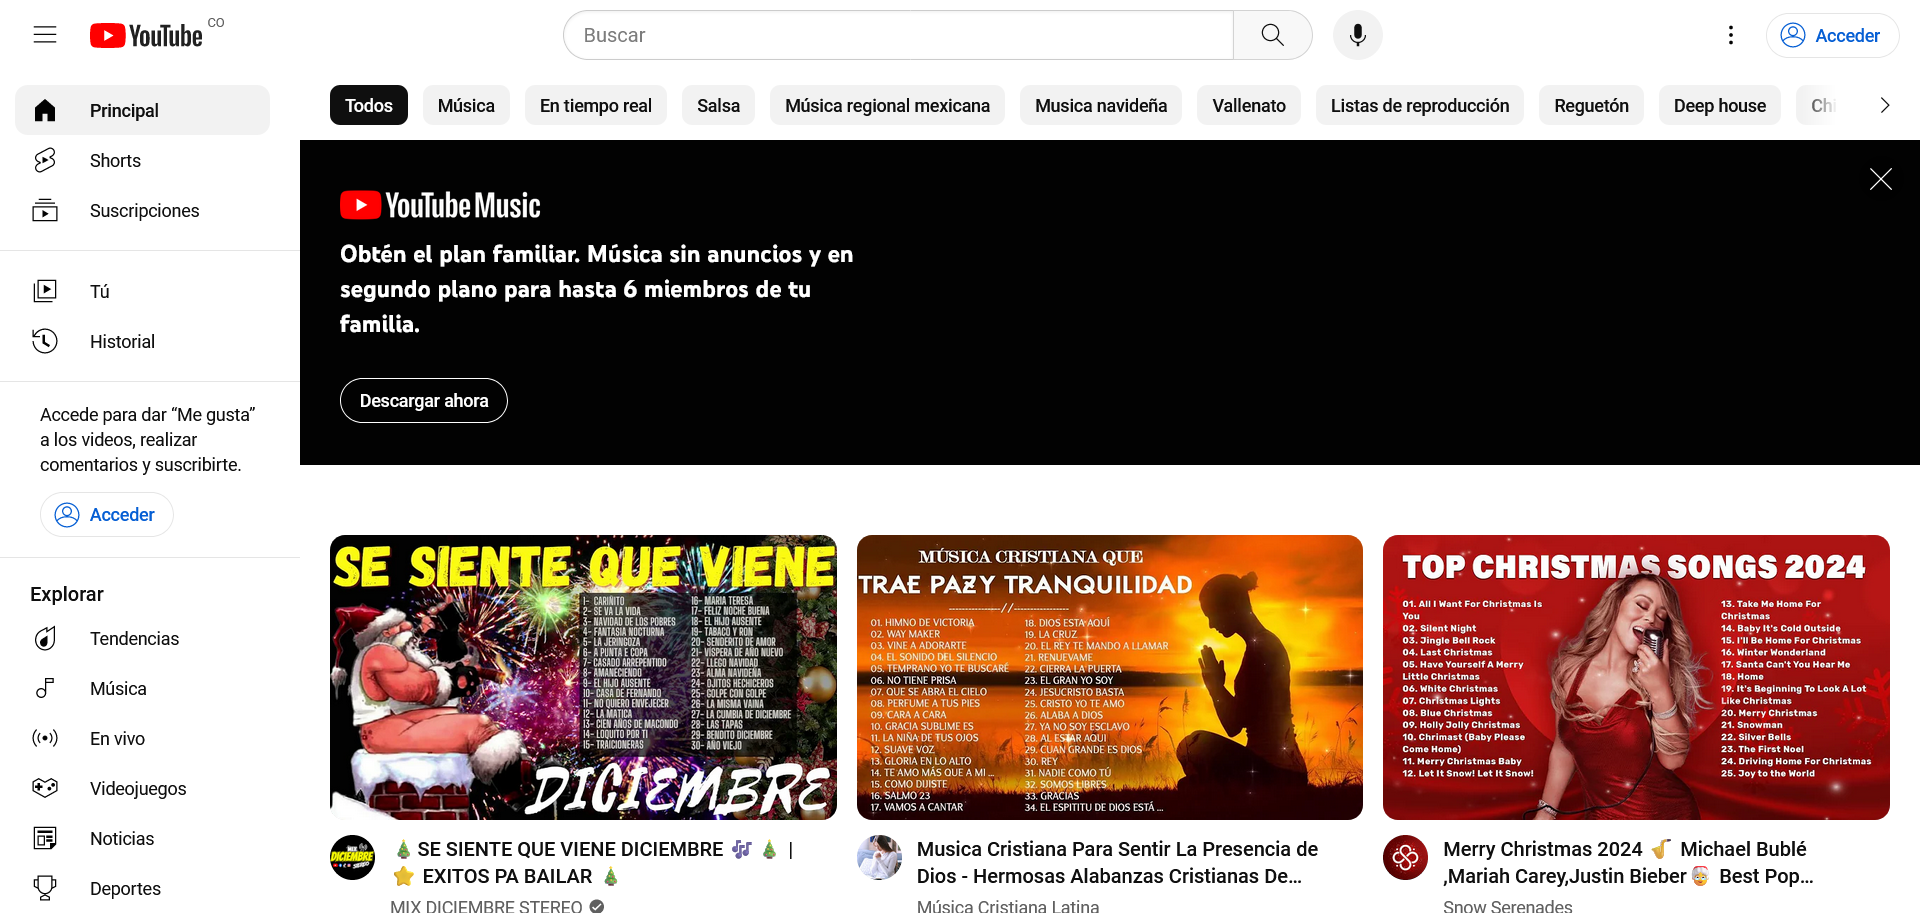 YouTube CO
Buscar
Acceder
Principal
Shorts
Suscripciones
Tú
Historial
Accede para dar “Me gusta”
a los videos, realizar
comentarios y suscribirte.
Acceder
Explorar
Tendencias
Música
En vivo
Videojuegos
Noticias
Deportes
Todos
Música
En tiempo real
Salsa
Música regional mexicana
Musica navideña
Vallenato
Listas de reproducción
Reguetón
Deep house
YouTube Music
Obtén el plan familiar. Música sin anuncios y en
segundo plano para hasta 6 miembros de tu
familia.
Descargar ahora
SE SIENTE QUE VIENE
1- CARIÑITO
2- SE VA LA VIDA
3- NAVIDAD DE LOS POBRES
4- FANTASIA NOCTURNA
5- LA JERINGOZA
6- A PUNTA E COPA
7- CASADO ARREPENTIDO
8- AMANECIENDO
9- EL HIJO AUSENTE
10- CASA DE FERNANDO
11- NO QUIERO ENVEJECER
12- LA MATICA
13- CIEN AÑOS DE MACONDO
14- LOQUITO POR TI
15- TRAICIONERAS
16- MARIA TERESA
17- FELIZ NOCHE BUENA
18- EL HIJO AUSENTE
19- TABACO Y RON
20- SENDERITO DE AMOR
21- VISPERA DE AÑO NUEVO
22- LLEGO NAVIDAD
23- ALMA NAVIDEÑA
24- OJITOS HECHICEROS
25- GOLPE CON GOLPE
26- LA MISMA VAINA
27- LA CUMBIA DE DICIEMBRE
28- LAS TAPAS
29- BENDITO DICIEMBRE
30- AÑO VIEJO
DICIEMBRE
MIX
DICIEMBRE
STEREO
SE SIENTE QUE VIENE DICIEMBRE |
EXITOS PA BAILAR
MIX DICIEMBRE STEREO
MÚSICA CRISTIANA QUE
TRAE PAZ Y TRANQUILIDAD
---------------//---------------
01. HIMNO DE VICTORIA
02. WAY MAKER
03. VINE A ADORARTE
04. EL SONIDO DEL SILENCIO
05. TEMPRANO YO TE BUSCARÉ
06. NO TIENE PRISA
07. QUE SE ABRA EL CIELO
08. PERFUME A TUS PIES
09. CARA A CARA
10. GRACIA SUBLIME ES
11. LA NIÑA DE TUS OJOS
12. SUAVE VOZ
13. GLORIA EN LO ALTO
14. TE AMO MÁS QUE A MI ...
15. COMO DIJISTE
16. SALMO 23
17. VAMOS A CANTAR
18. DIOS ESTA AQUÍ
19. LA CRUZ
20. EL REY TE MANDO A LLAMAR
21. RENUEVAME
22. CIERRA LA PUERTA
23. EL GRAN YO SOY
24. JESUCRISTO BASTA
25. CRISTO YO TE AMO
26. ALABA A DIOS
27. YA NO SOY ESCLAVO
28. AL ESTAR AQUI
29. CUAN GRANDE ES DIOS
30. REY
31. NADIE COMO TÚ
32. SOMOS LIBRES
33. GRACIAS
34. EL ESPITITU DE DIOS ESTÁ ...
Musica Cristiana Para Sentir La Presencia de
Dios - Hermosas Alabanzas Cristianas De...
Música Cristiana Latina
TOP CHRISTMAS SONGS 2024
01. All I Want For Christmas Is
You
02. Silent Night
03. Jingle Bell Rock
04. Last Christmas
05. Have Yourself A Merry
Little Christmas
06. White Christmas
07. Christmas Lights
08. Blue Christmas
09. Holly Jolly Christmas
10. Chrimast (Baby Please
Come Home)
11. Merry Christmas Baby
12. Let It Snow! Let It Snow!
13. Take Me Home For
Christmas
14. Baby It's Cold Outside
15. I'll Be Home For Christmas
16. Winter Wonderland
17. Santa Can't You Hear Me
18. Home
19. It's Beginning To Look A Lot
Like Christmas
20. Merry Christmas
21. Snowman
22. Silver Bells
23. The First Noel
24. Driving Home For Christmas
25. Joy to the World
Merry Christmas 2024 Michael Bublé
,Mariah Carey,Justin Bieber Best Pop...
Snow Serenades